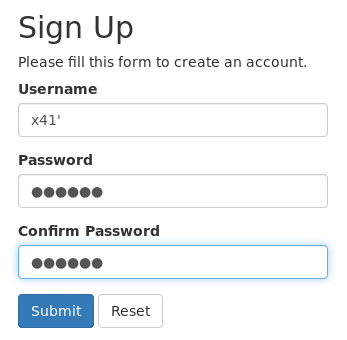 Sign Up
Please fill this form to create an account.
Username
x41'
Password
●●●●●●
Confirm Password
●●●●●●
Submit Reset